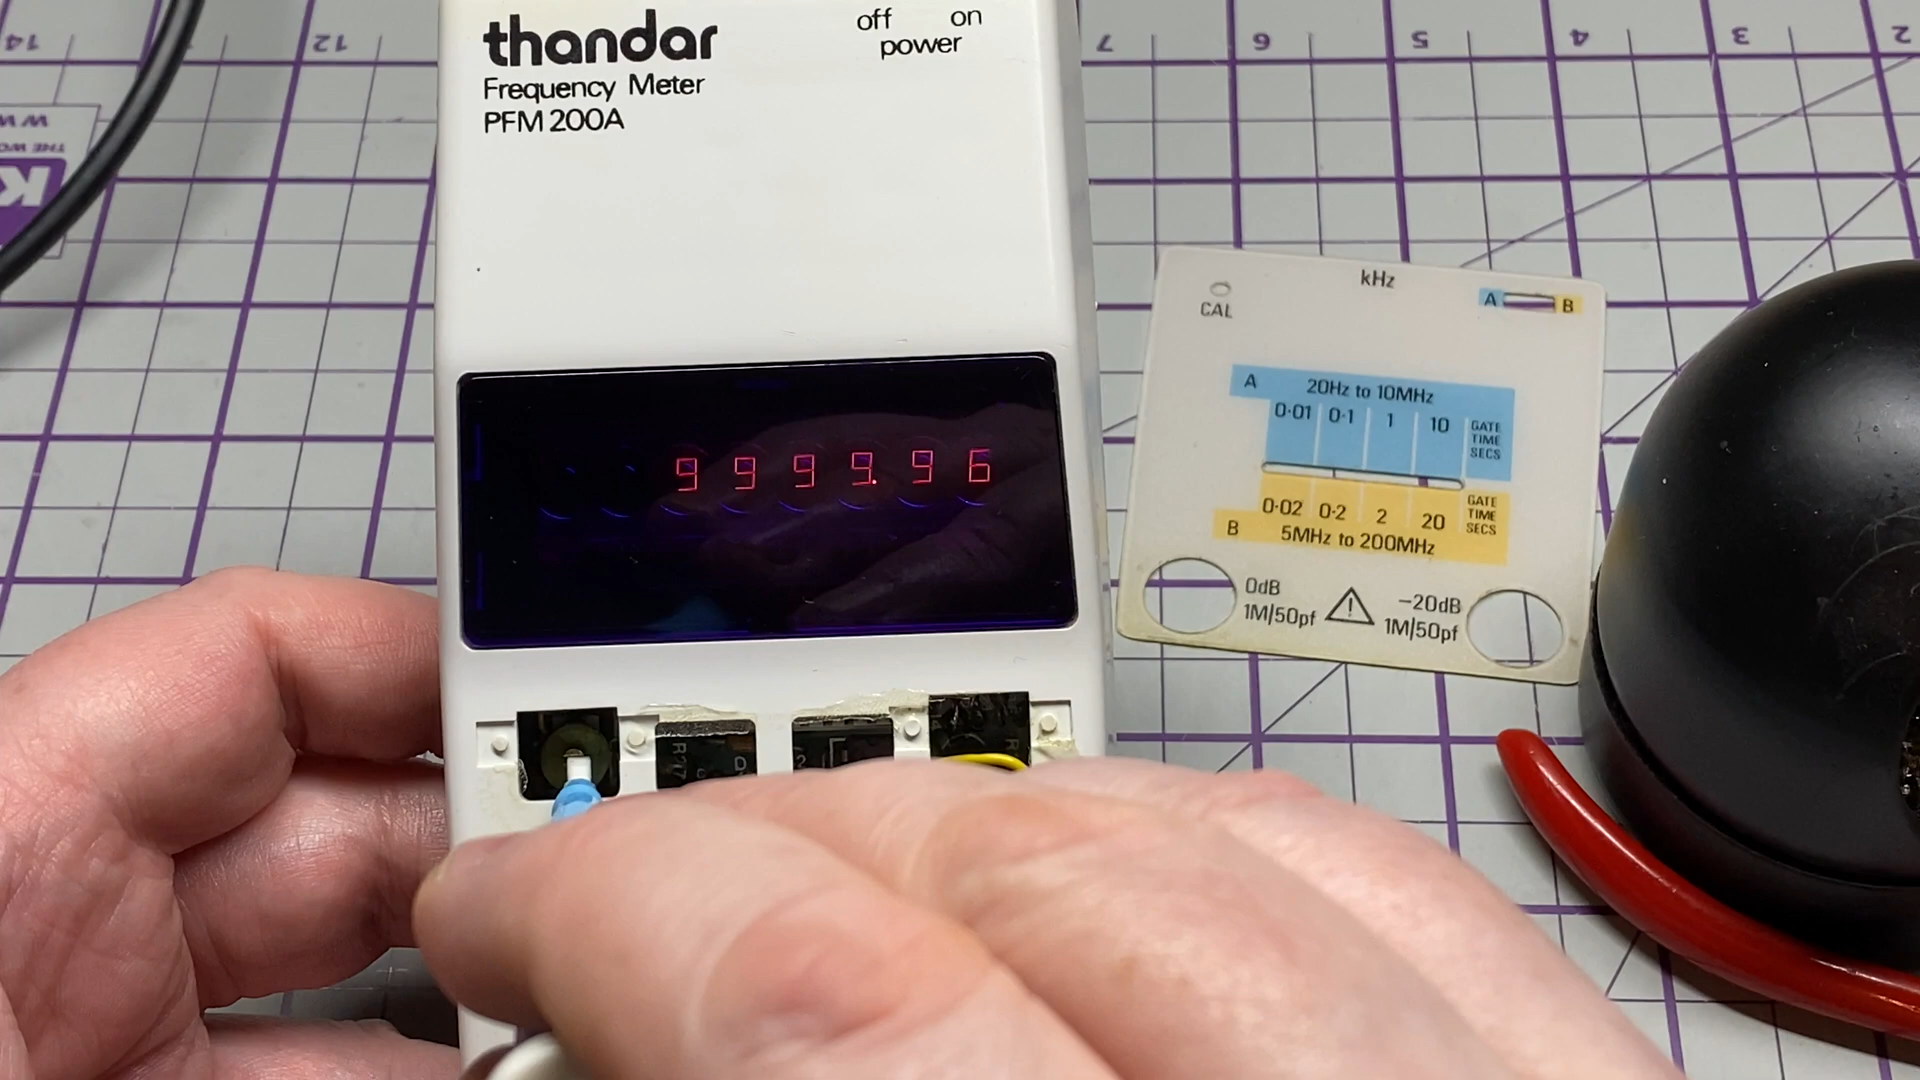 thandar
Frequency Meter
PFM 200A
off on
power
9999.96
kHz
CAL
A B
A 20Hz to 10MHz
0·01 0·1 1 10 GATE TIME SECS
0·02 0·2 2 20 GATE TIME SECS
B 5MHz to 200MHz
0dB
1M/50pf
−20dB
1M/50pf
14 12 7 6 5 4 3 2
THE WO
K